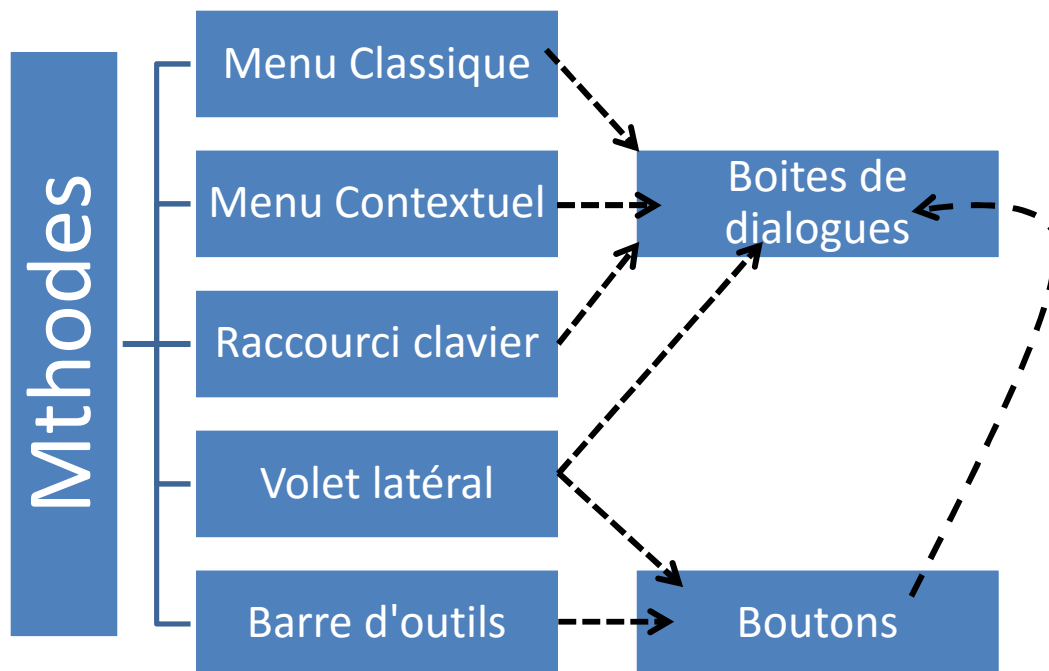 Mthodes
Menu Classique
Menu Contextuel
Raccourci clavier
Volet latéral
Barre d'outils
Boites de
dialogues
Boutons